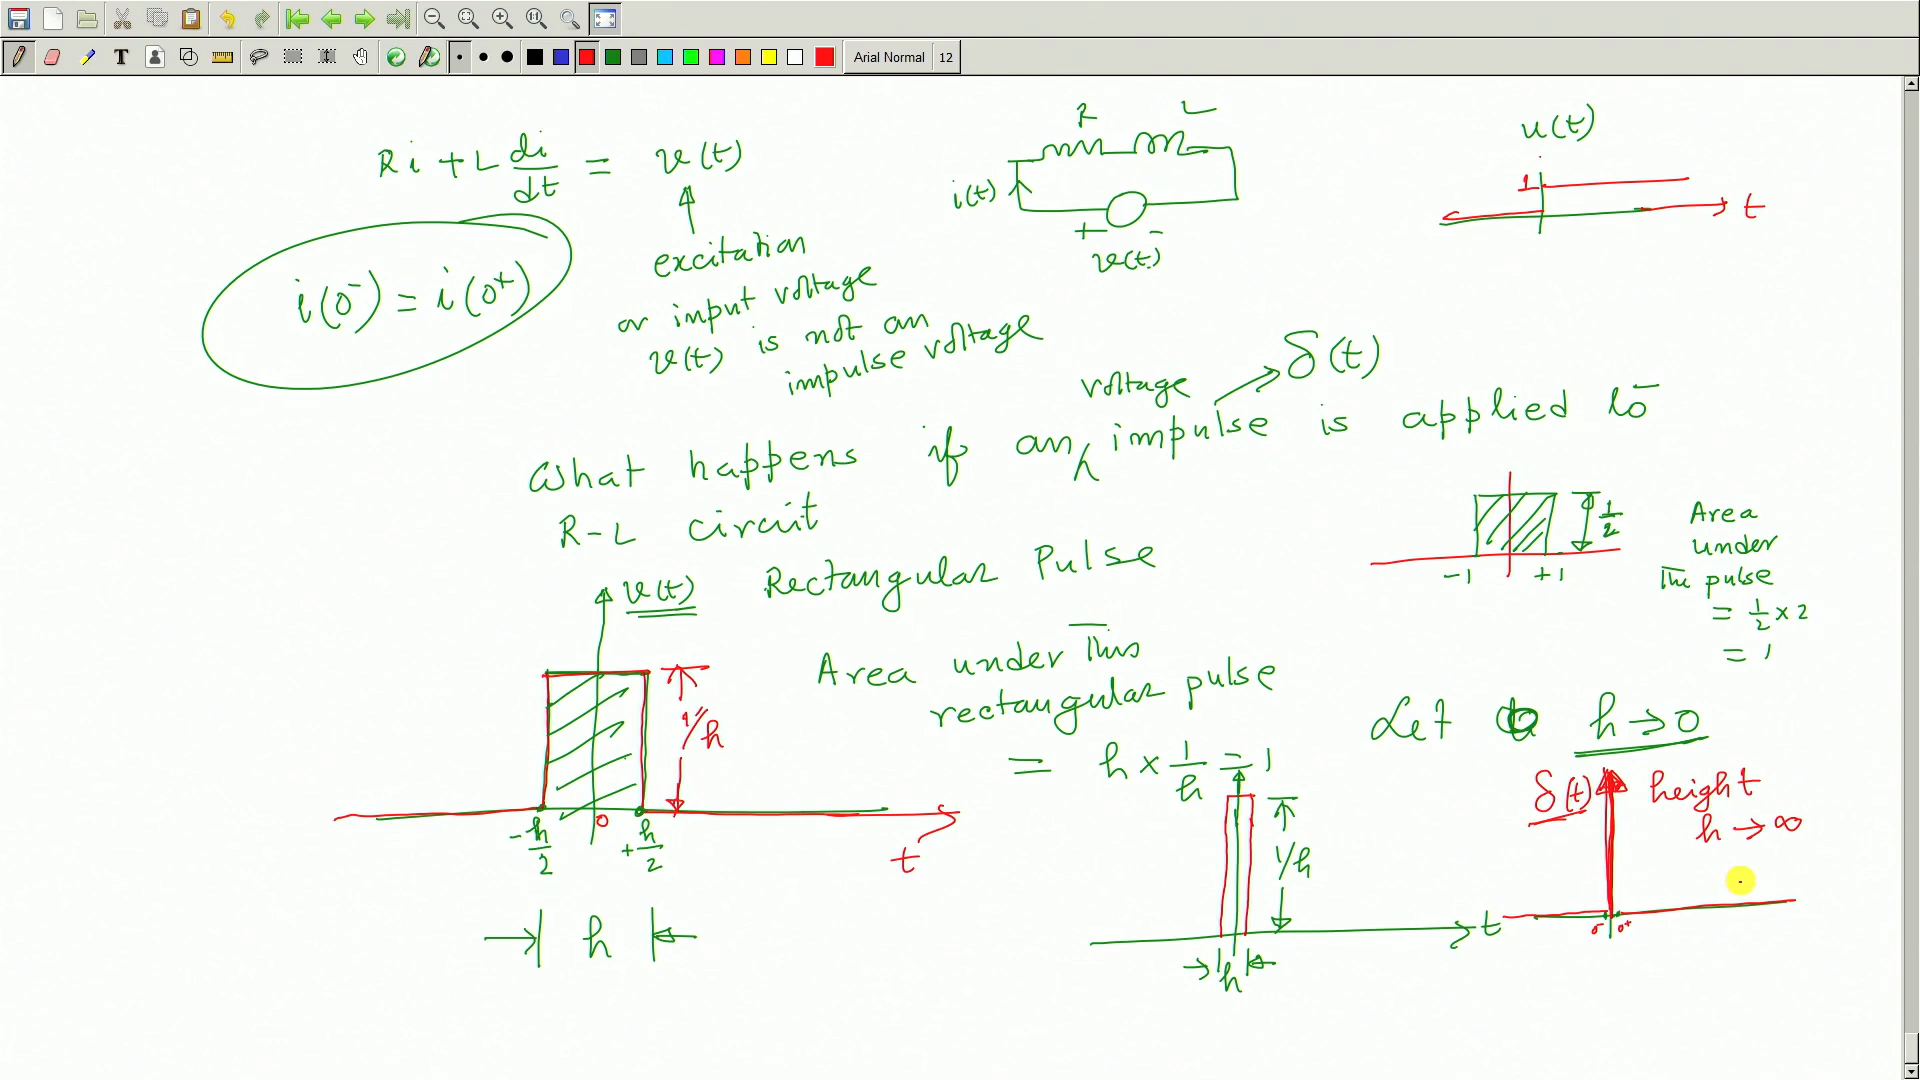 Arial Normal 12
Ri + L di/dt = v(t)
R L
i(t)
+ -
v(t)
u(t)
1
t
i(0⁻) = i(0⁺)
excitation
or input voltage
v(t) is not an
impulse voltage
voltage
δ(t)
What happens if an impulse is applied to
R-L circuit
v(t)
Rectangular Pulse
1/2
-1 +1
Area
under
The pulse
= 1/2 × 2
= 1
Area under This
rectangular pulse
= h × 1/h = 1
1/h
-h/2 0 +h/2
t
h
Let h → 0
1/h
t
h
δ(t)
height
h → ∞
0⁻ 0⁺